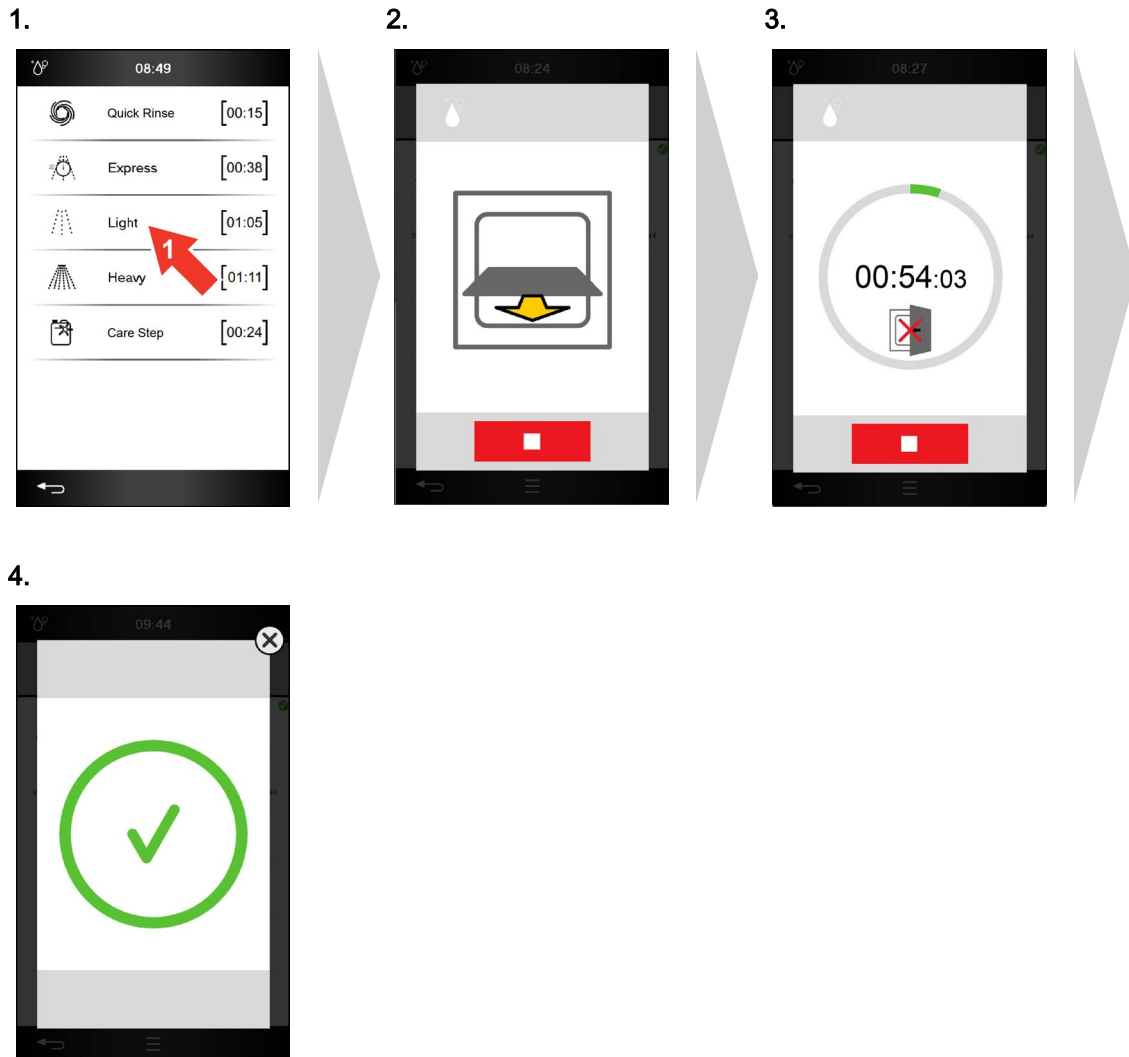 1.
08:49
Quick Rinse [00:15]
Express [00:38]
Light [01:05]
1
Heavy [01:11]
Care Step [00:24]
2.
08:24
3.
08:27
00:54:03
4.
09:44